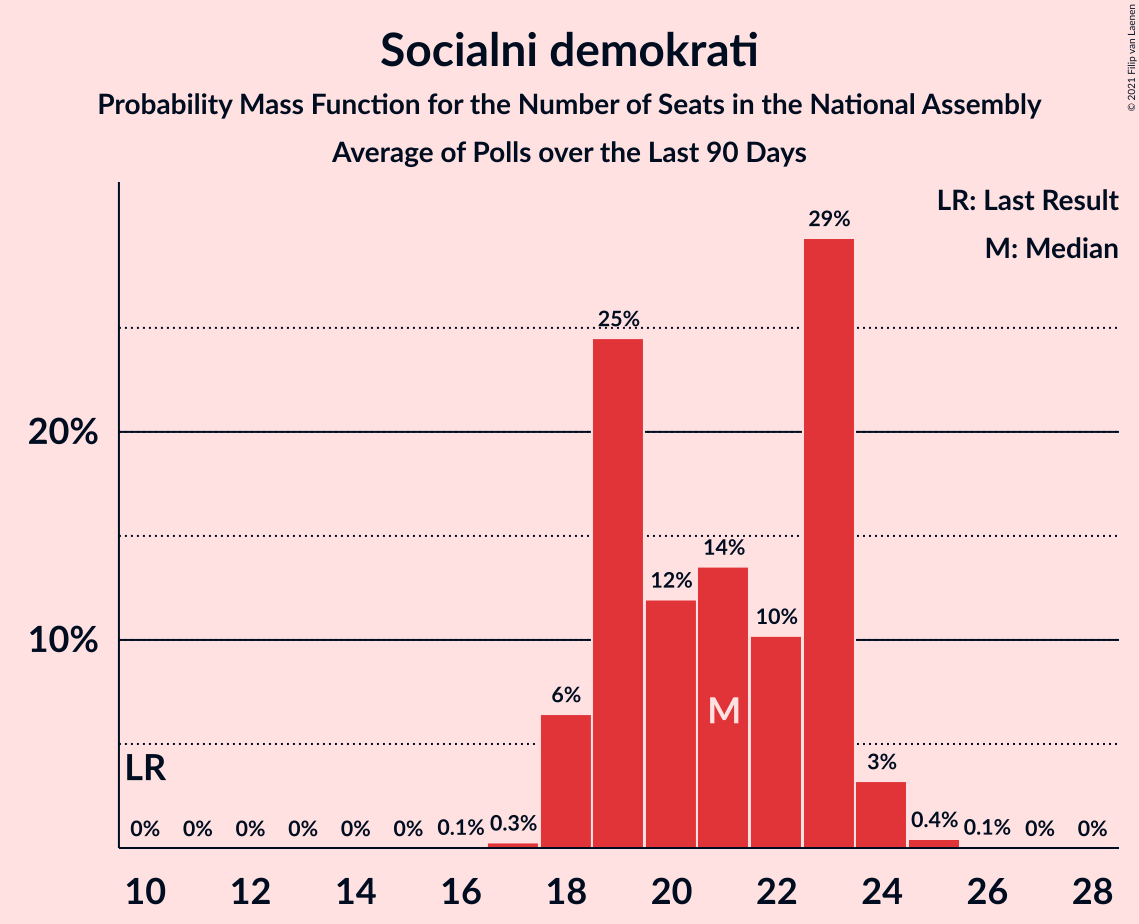 Socialni demokrati
Probability Mass Function for the Number of Seats in the National Assembly
Average of Polls over the Last 90 Days
© 2021 Filip van Laenen
LR: Last Result
M: Median
29%
25%
20%
14%
12%
10%
10%
6%
M
3%
LR
0% 0% 0% 0% 0% 0% 0.1% 0.3% 0.4% 0.1% 0% 0%
10 12 14 16 18 20 22 24 26 28